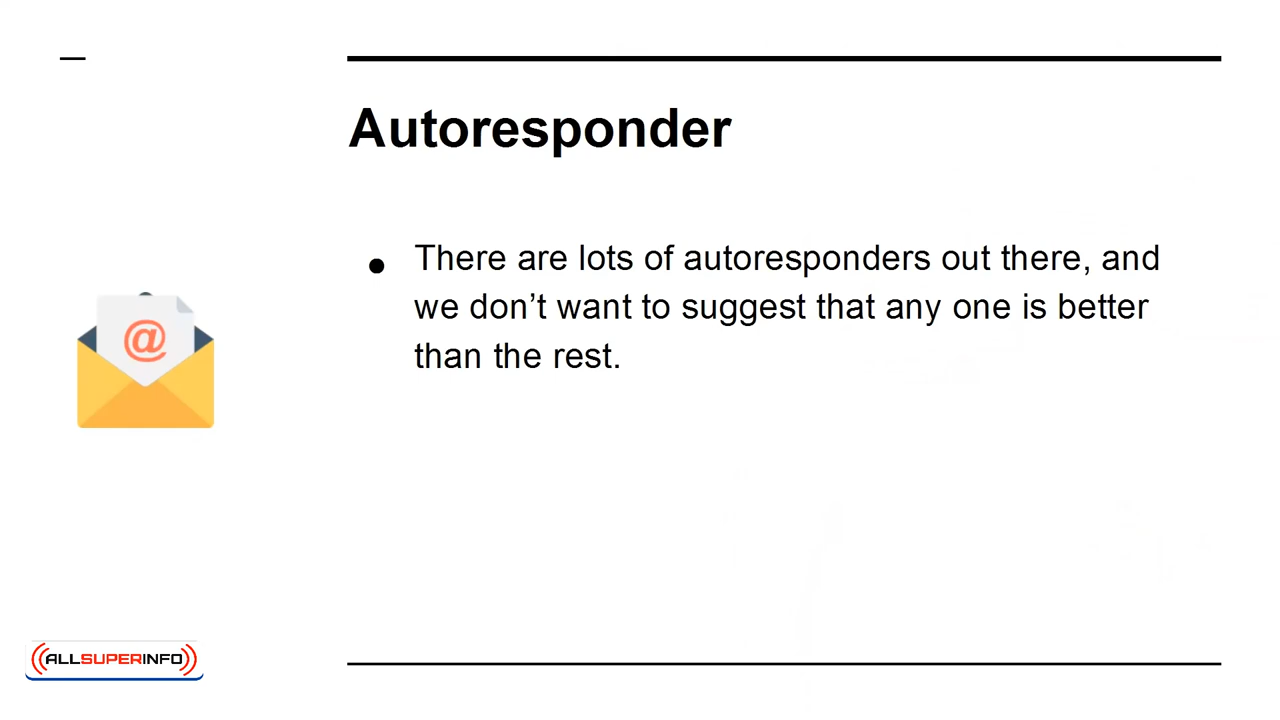 Autoresponder
● There are lots of autoresponders out there, and
we don’t want to suggest that any one is better
than the rest.
@
ALLSUPERINFO